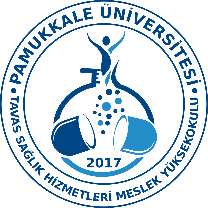 PAMUKKALE ÜNİVERSİTESİ
TAVAS SAĞLIK HİZMETLERİ MESLEK YÜKSEKOKULU
2017